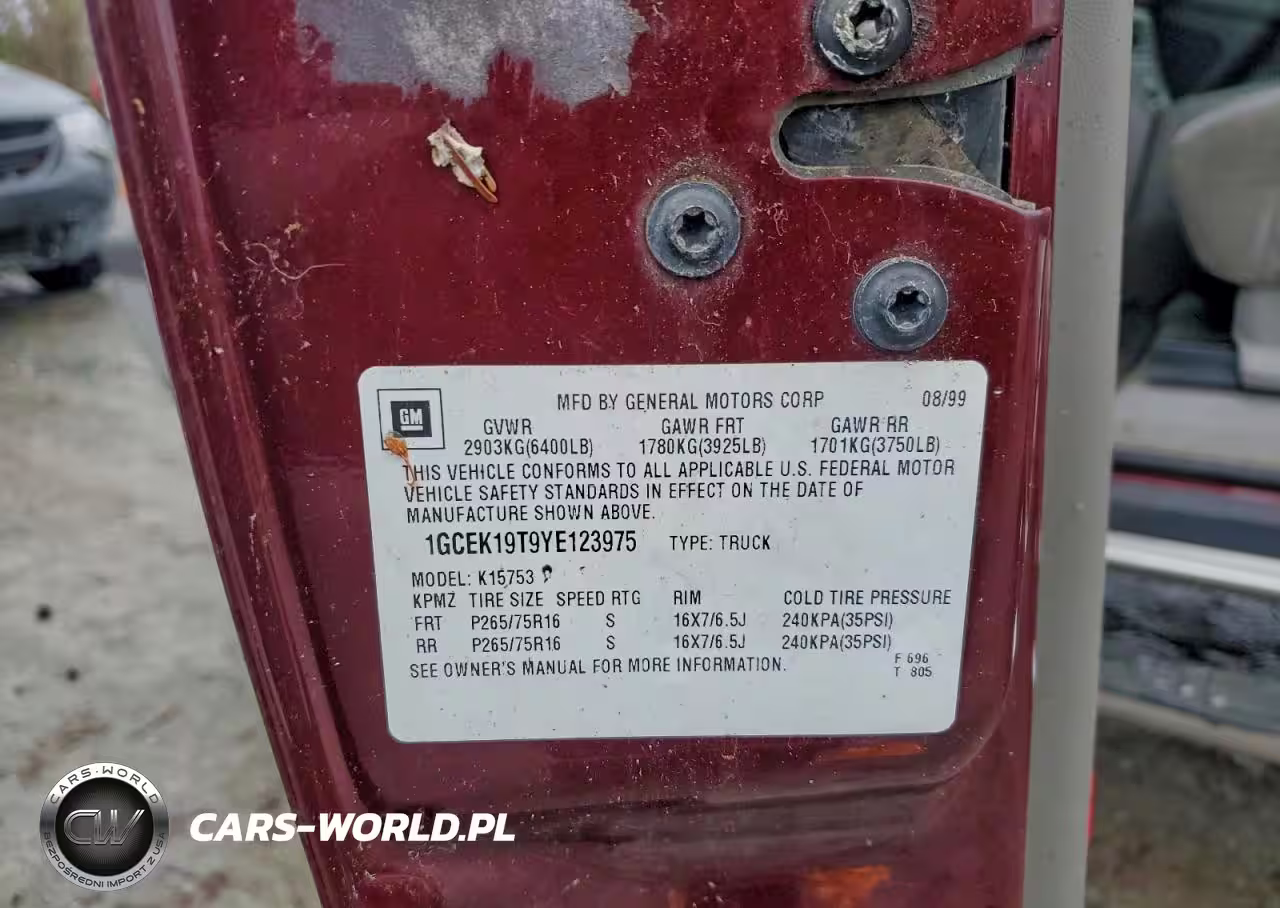 MFD BY GENERAL MOTORS CORP 08/99
GM
GVWR GAWR FRT GAWR RR
2903KG(6400LB) 1780KG(3925LB) 1701KG(3750LB)
THIS VEHICLE CONFORMS TO ALL APPLICABLE U.S. FEDERAL MOTOR
VEHICLE SAFETY STANDARDS IN EFFECT ON THE DATE OF
MANUFACTURE SHOWN ABOVE.
1GCEK19T9YE123975 TYPE: TRUCK
MODEL: K15753
KPMZ TIRE SIZE SPEED RTG RIM COLD TIRE PRESSURE
FRT P265/75R16 S 16X7/6.5J 240KPA(35PSI)
RR P265/75R16 S 16X7/6.5J 240KPA(35PSI)
SEE OWNER'S MANUAL FOR MORE INFORMATION.
F 696
T 805
CARS-WORLD
CW
BEZPOŚREDNI IMPORT Z USA
CARS-WORLD.PL